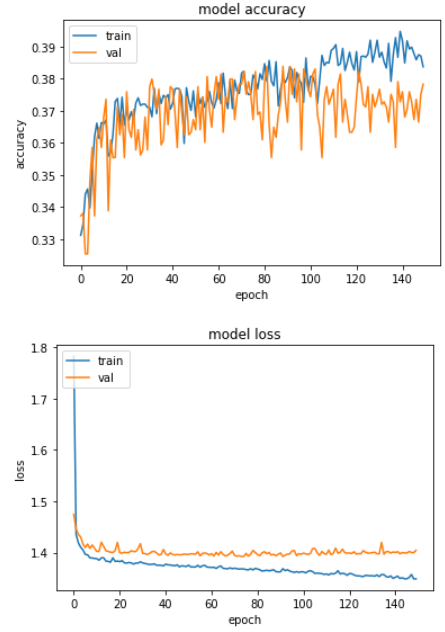 model accuracy
train
val
0.39
0.38
0.37
0.36
0.35
0.34
0.33
accuracy
0 20 40 60 80 100 120 140
epoch
model loss
train
val
1.8
1.7
1.6
1.5
1.4
loss
0 20 40 60 80 100 120 140
epoch